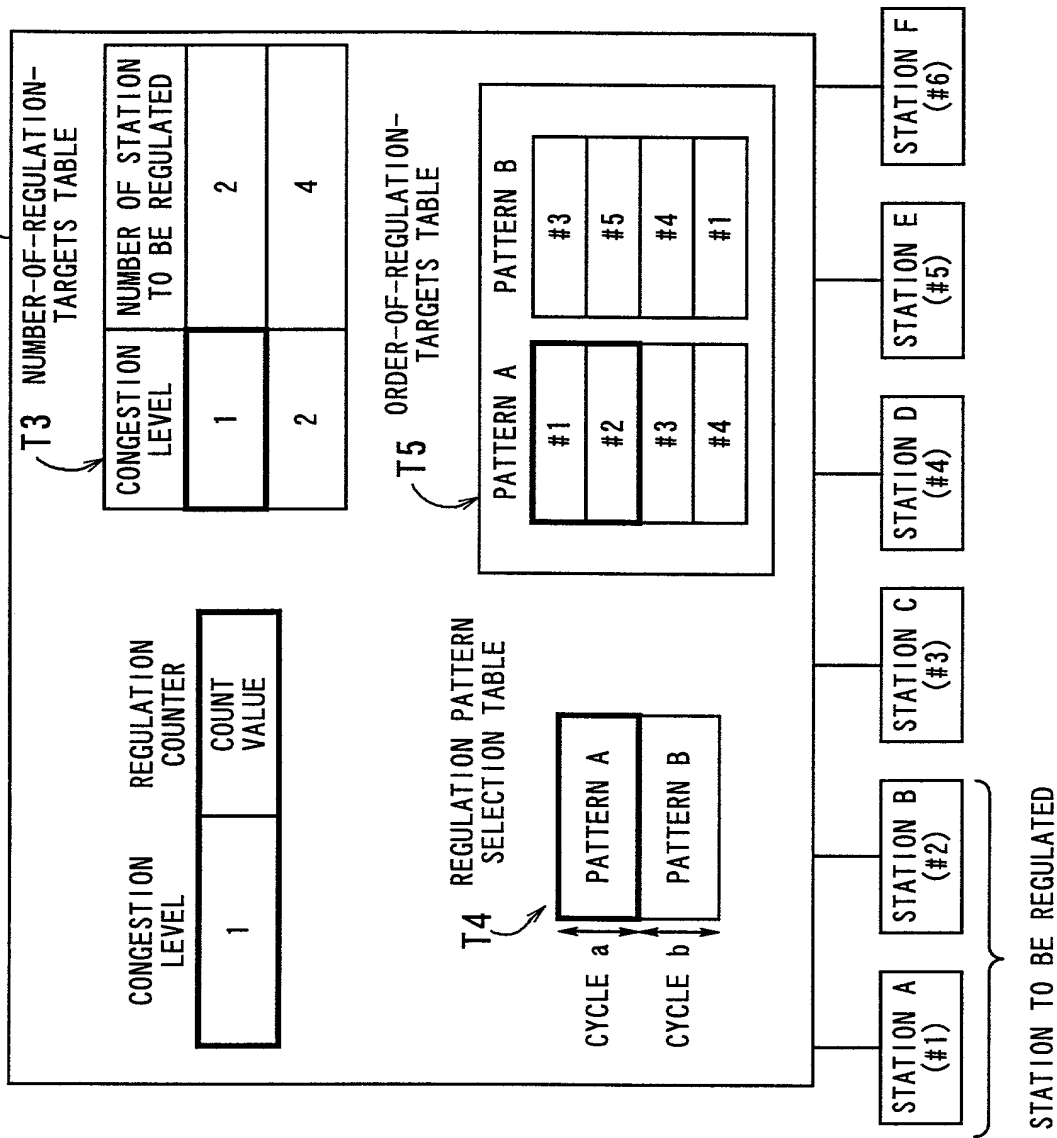 CONGESTION
LEVEL
REGULATION
COUNTER
1
COUNT
VALUE
T3
NUMBER-OF-REGULATION-
TARGETS TABLE
CONGESTION
LEVEL
NUMBER OF STATION
TO BE REGULATED
1
2
2
4
T4
REGULATION PATTERN
SELECTION TABLE
CYCLE a
PATTERN A
CYCLE b
PATTERN B
T5
ORDER-OF-REGULATION-
TARGETS TABLE
PATTERN A
PATTERN B
#1
#3
#2
#5
#3
#4
#4
#1
STATION A
(#1)
STATION B
(#2)
STATION C
(#3)
STATION D
(#4)
STATION E
(#5)
STATION F
(#6)
STATION TO BE REGULATED